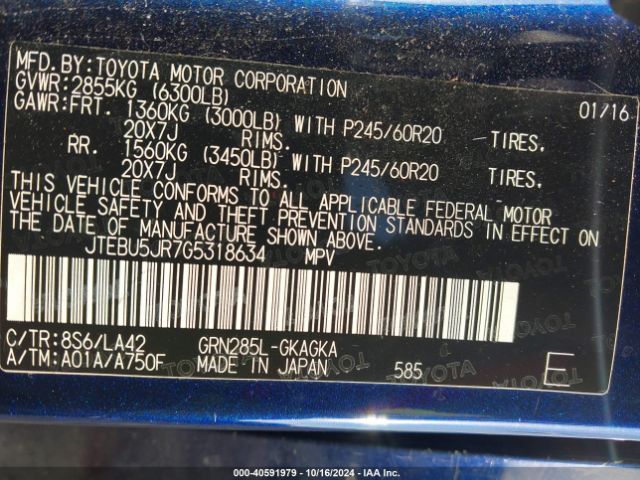 MFD. BY: TOYOTA MOTOR CORPORATION
GVWR: 2855KG (6300LB) 01/16
GAWR: FRT. 1360KG (3000LB) WITH P245/60R20 TIRES.
20X7J RIMS.
RR. 1560KG (3450LB) WITH P245/60R20 TIRES.
20X7J RIMS.
THIS VEHICLE CONFORMS TO ALL APPLICABLE FEDERAL MOTOR
VEHICLE SAFETY AND THEFT PREVENTION STANDARDS IN EFFECT ON
THE DATE OF MANUFACTURE SHOWN ABOVE.
JTEBU5JR7G5318634 MPV
C/TR: 8S6/LA42 GRN285L-GKAGKA
A/TM: A01A/A750F MADE IN JAPAN 585 E
000-40591979 - 10/16/2024 - IAA Inc.